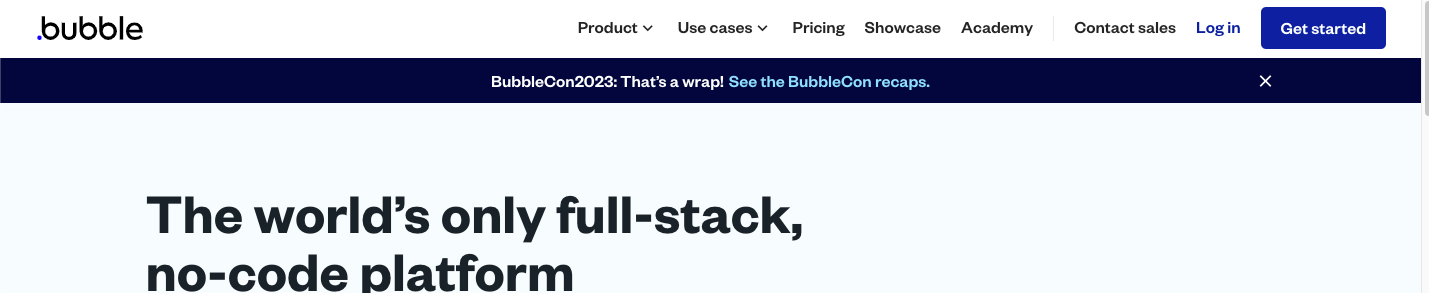 .bubble Product Use cases Pricing Showcase Academy Contact sales Log in Get started
BubbleCon2023: That’s a wrap! See the BubbleCon recaps.
The world’s only full-stack,
no-code platform